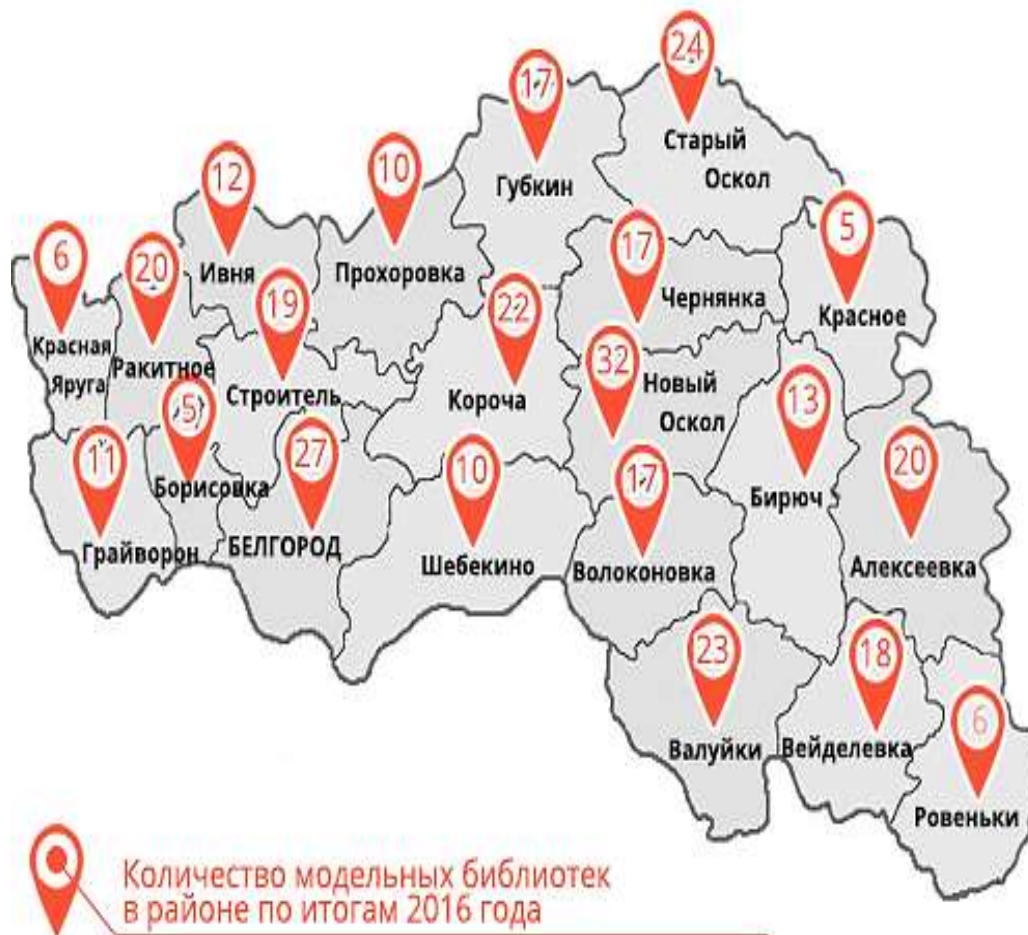 24
17
Старый
Оскол
Губкин
12
10
5
6
20
Ивня
Прохоровка
17
Чернянка
Красное
19
22
Красная
Яруга
Ракитное
Строитель
Короча
32
Новый
Оскол
13
5
11
Борисовка
27
10
17
Бирюч
20
Грайворон
БЕЛГОРОД
Шебекино
Волоконовка
Алексеевка
23
18
Валуйки
Вейделевка
6
Ровеньки
Количество модельных библиотек
в районе по итогам 2016 года